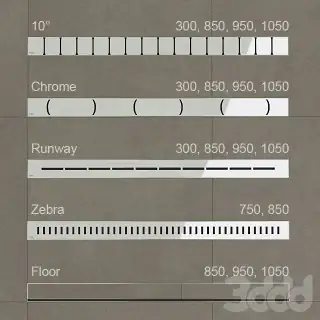 10° 300, 850, 950, 1050
Chrome 300, 850, 950, 1050
Runway 300, 850, 950, 1050
Zebra 750, 850
Floor 850, 950, 1050
3ddd